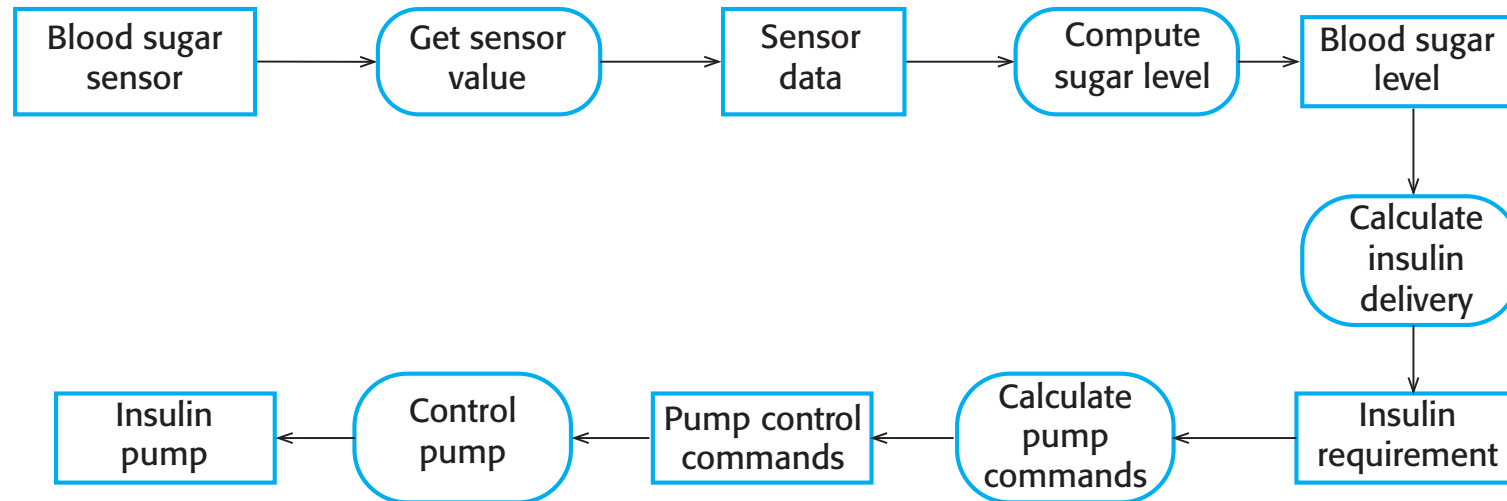 Blood sugar
sensor
Get sensor
value
Sensor
data
Compute
sugar level
Blood sugar
level
Calculate
insulin
delivery
Insulin
requirement
Calculate
pump
commands
Pump control
commands
Control
pump
Insulin
pump